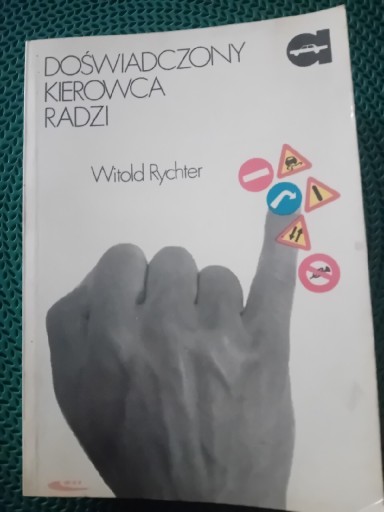 DOŚWIADCZONY
KIEROWCA
RADZI
Witold Rychter